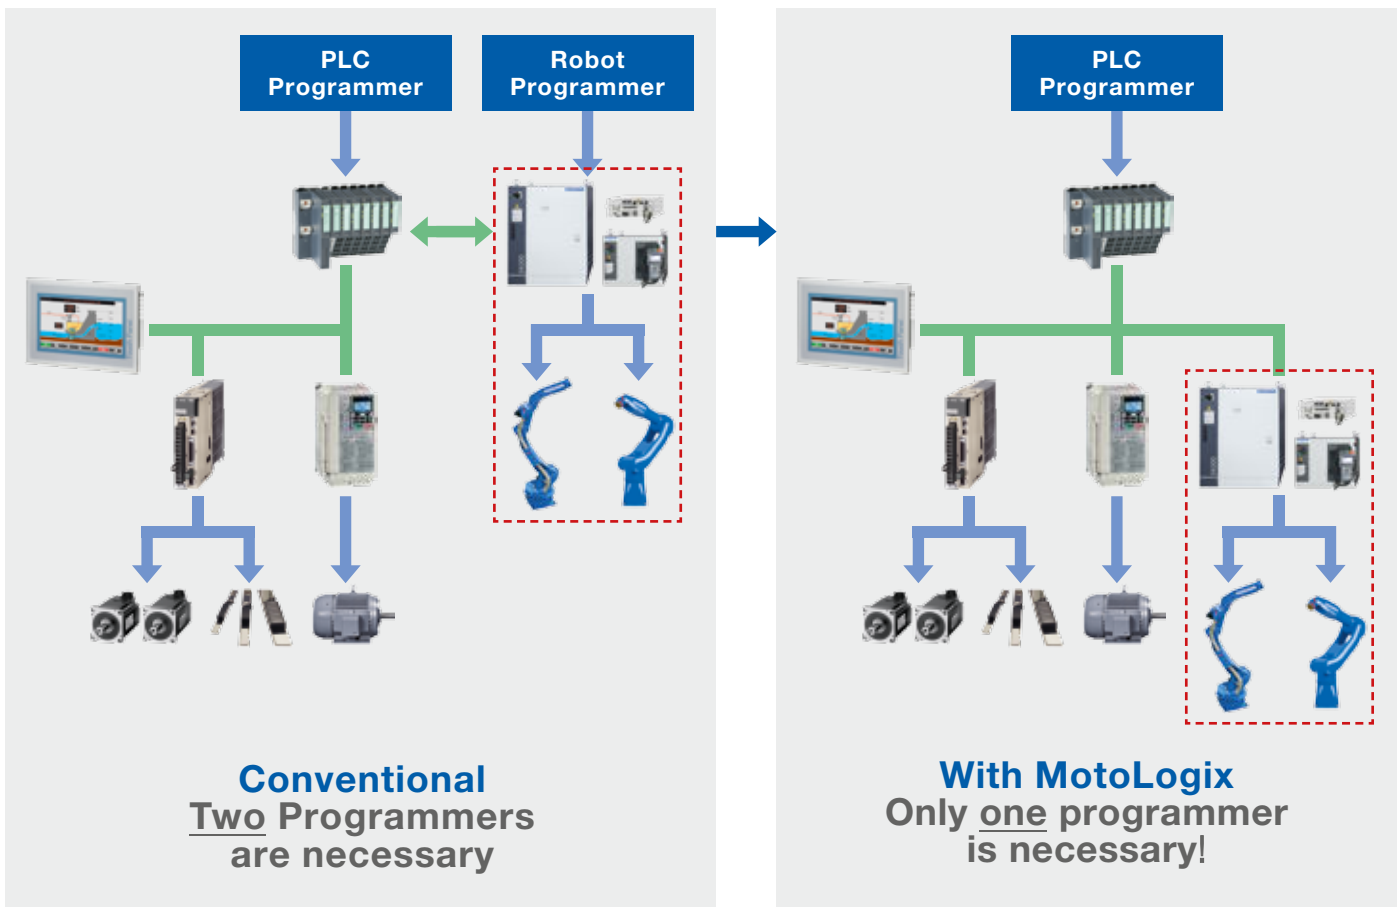 PLC
Programmer
Robot
Programmer
Conventional
Two Programmers
are necessary
PLC
Programmer
With MotoLogix
Only one programmer
is necessary!